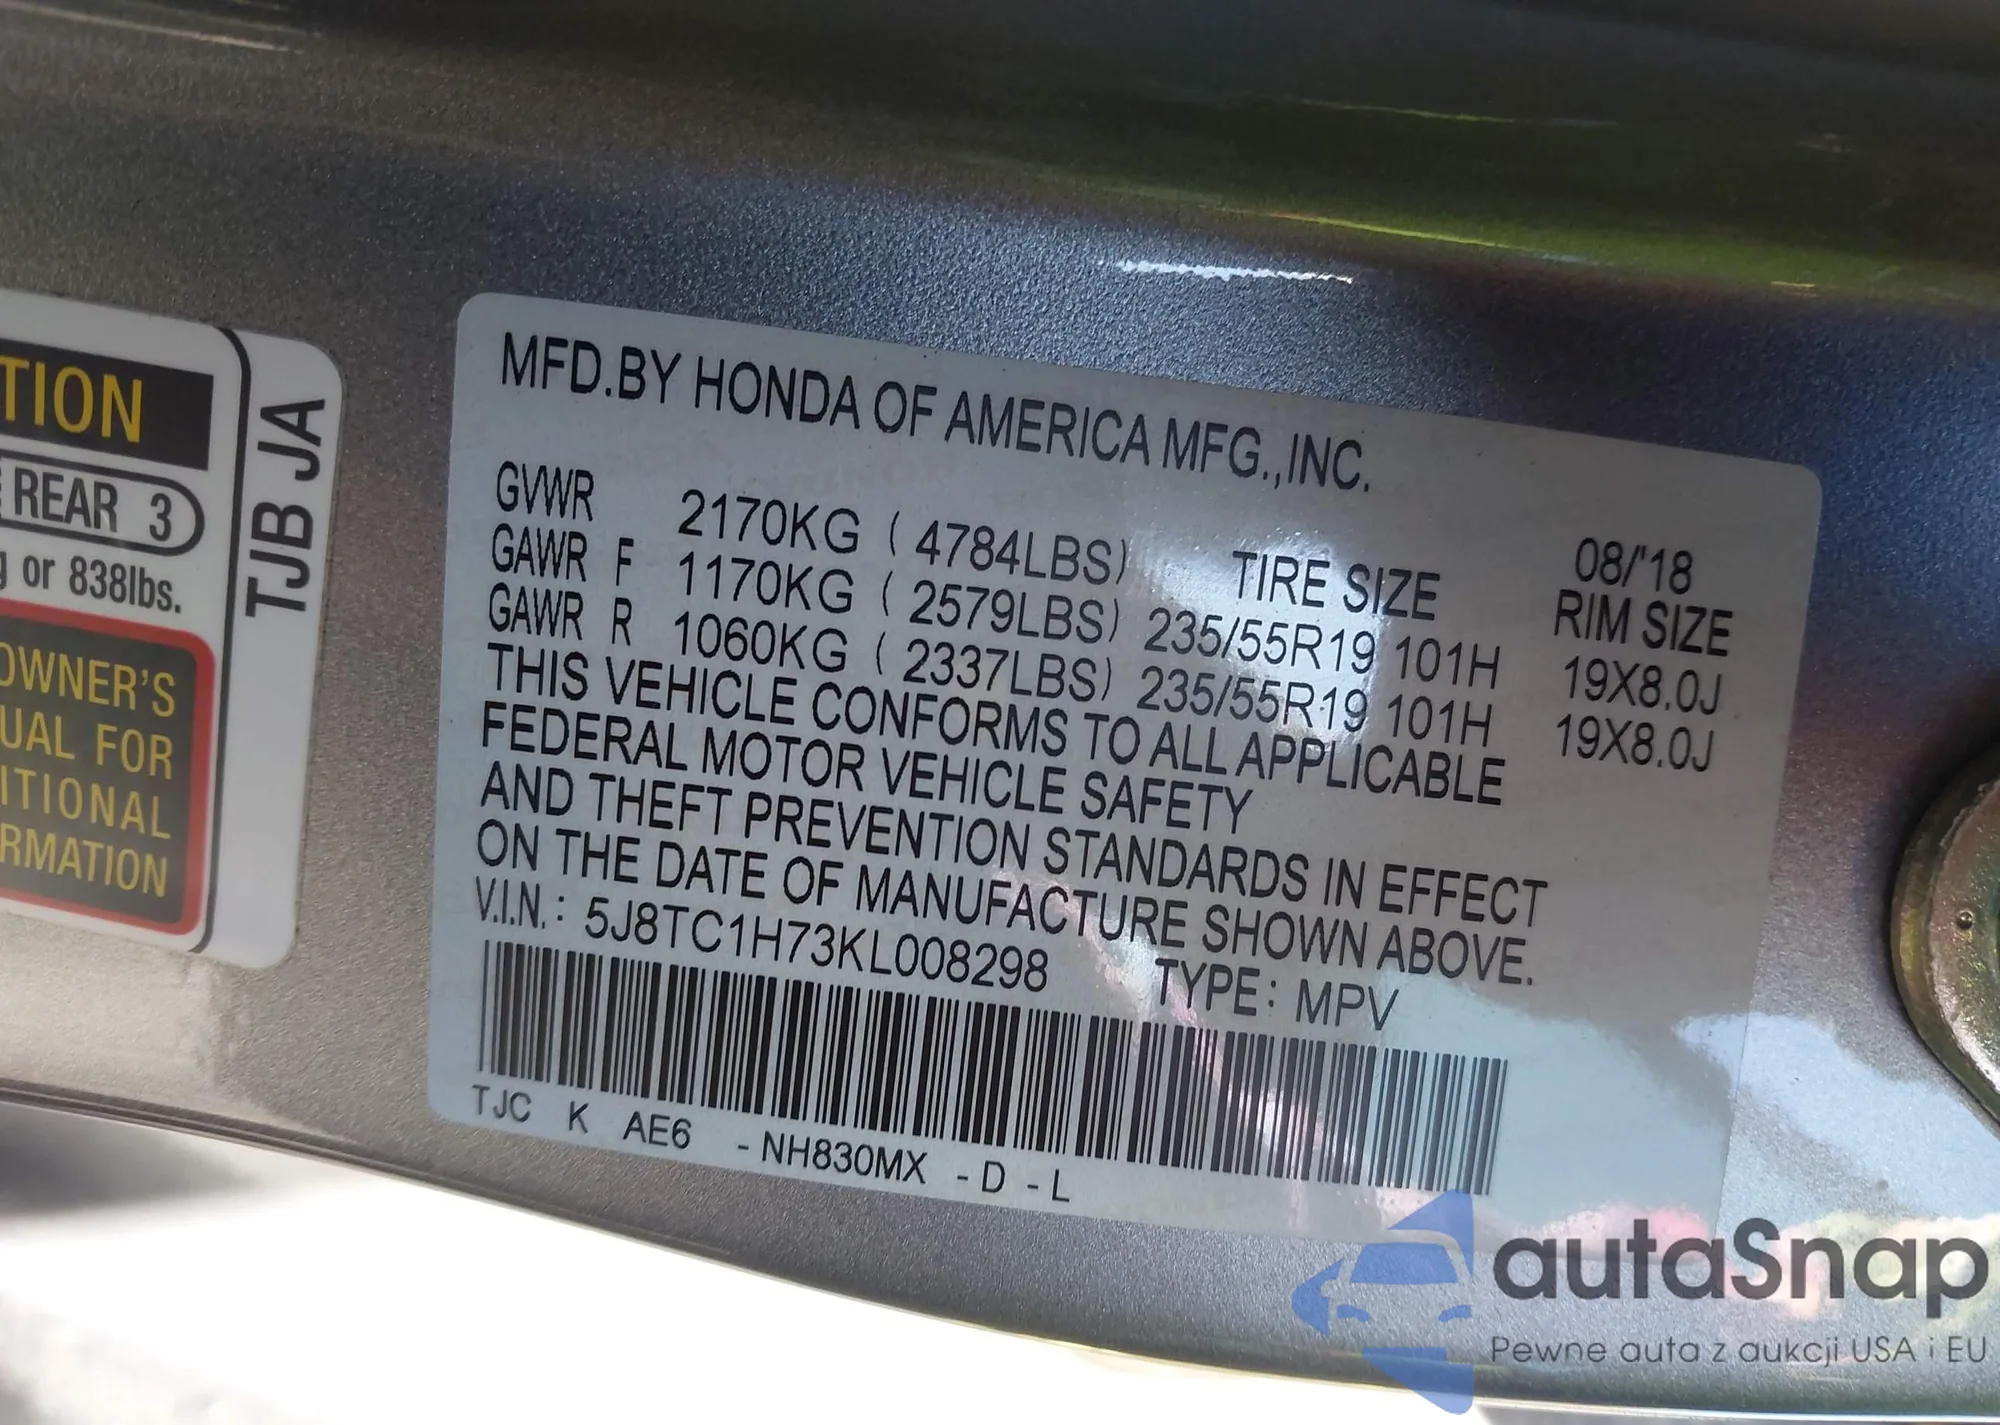 TION
REAR 3
g or 838lbs.
OWNER'S
UAL FOR
ITIONAL
RMATION
TJB JA
MFD.BY HONDA OF AMERICA MFG.,INC.
GVWR 2170KG ( 4784LBS) 08/'18
TIRE SIZE RIM SIZE
GAWR F 1170KG ( 2579LBS) 235/55R19 101H 19X8.0J
GAWR R 1060KG ( 2337LBS) 235/55R19 101H 19X8.0J
THIS VEHICLE CONFORMS TO ALL APPLICABLE
FEDERAL MOTOR VEHICLE SAFETY
AND THEFT PREVENTION STANDARDS IN EFFECT
ON THE DATE OF MANUFACTURE SHOWN ABOVE.
V.I.N.: 5J8TC1H73KL008298 TYPE: MPV
TJC K AE6 -NH830MX -D -L
autaSnap
Pewne auta z aukcji USA i EU